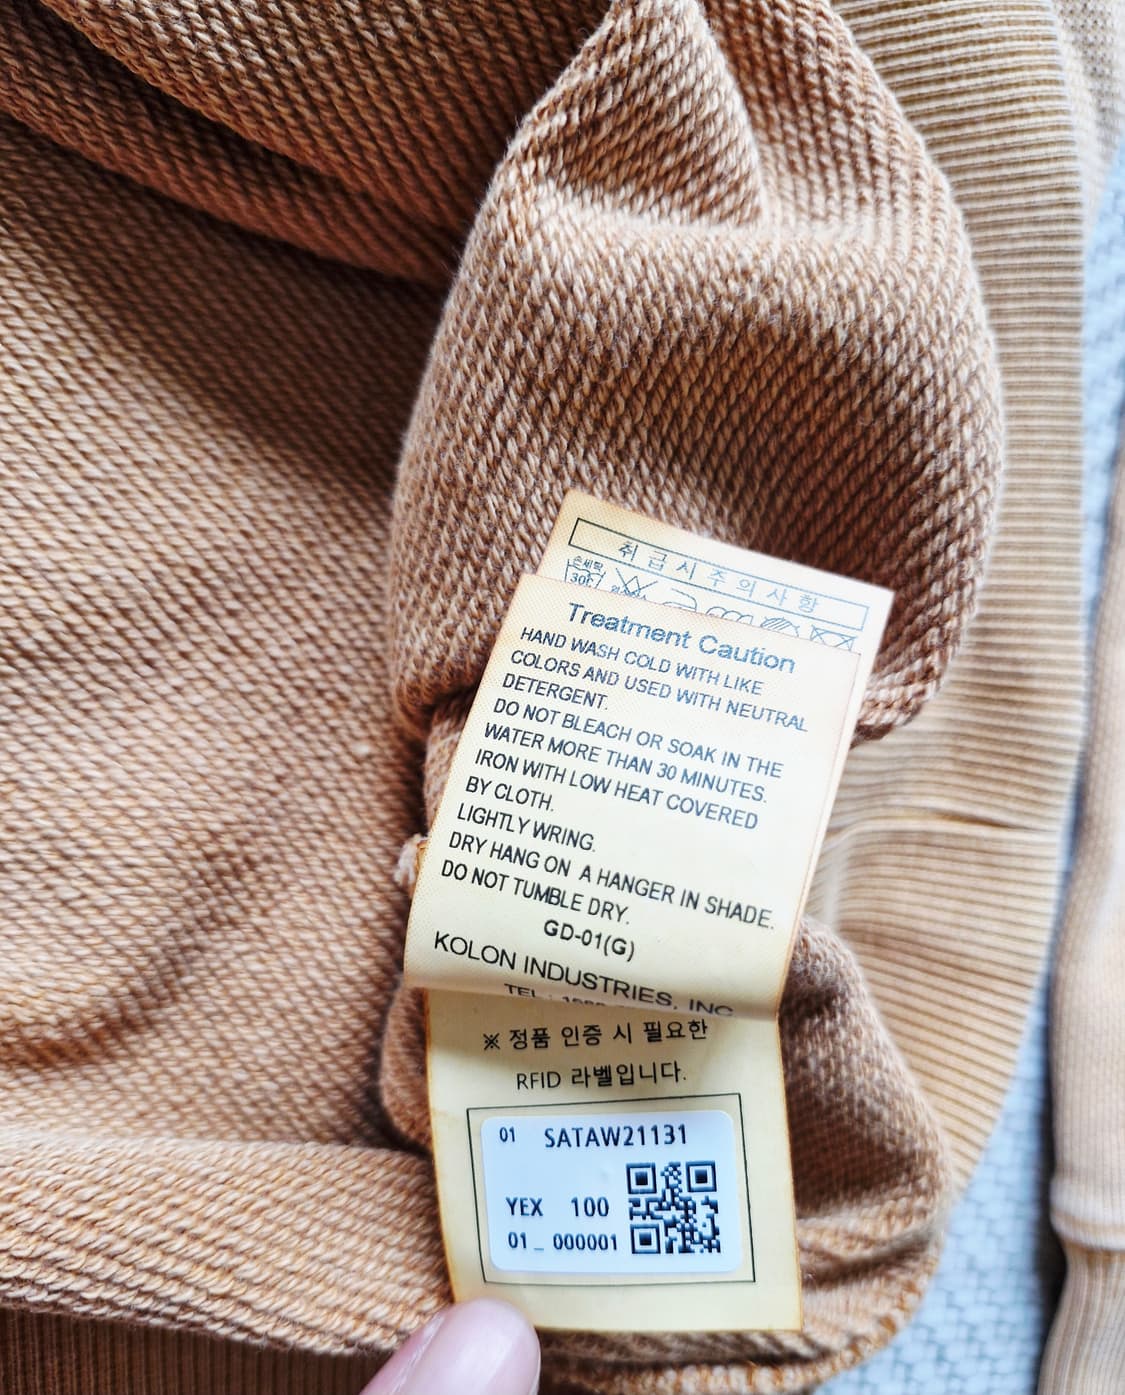 취급시주의사항
손세탁
30℃
Treatment Caution
HAND WASH COLD WITH LIKE
COLORS AND USED WITH NEUTRAL
DETERGENT.
DO NOT BLEACH OR SOAK IN THE
WATER MORE THAN 30 MINUTES.
IRON WITH LOW HEAT COVERED
BY CLOTH.
LIGHTLY WRING.
DRY HANG ON A HANGER IN SHADE.
DO NOT TUMBLE DRY.
GD-01(G)
KOLON INDUSTRIES, INC
TEL :
※ 정품 인증 시 필요한
RFID 라벨입니다.
01 SATAW21131
YEX 100
01_000001